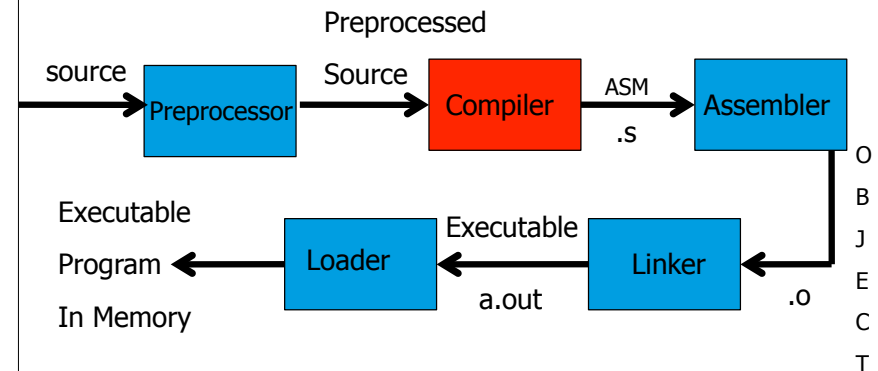 source
Preprocessor
Preprocessed
Source
Compiler
ASM
.s
Assembler
O
B
J
E
C
T
.o
Linker
Executable
a.out
Loader
Executable
Program
In Memory